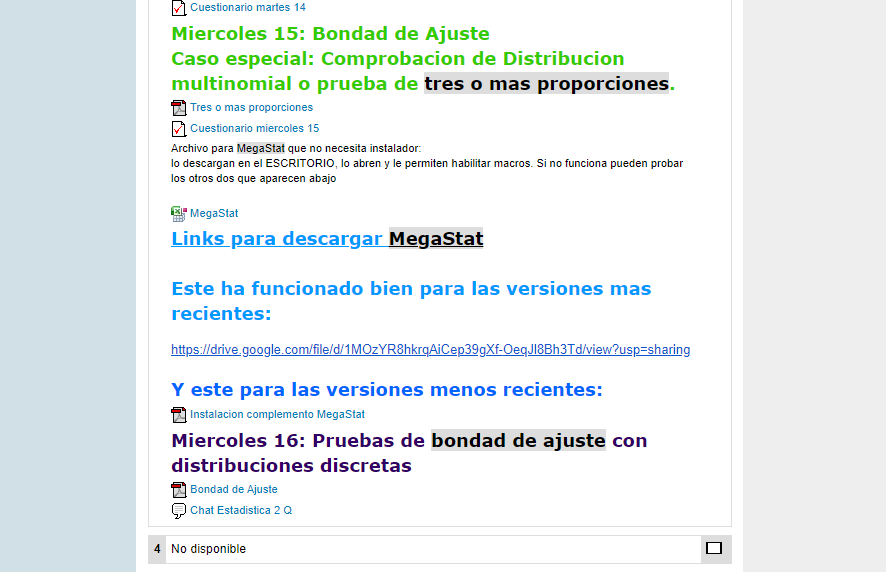 Cuestionario martes 14
Miercoles 15: Bondad de Ajuste
Caso especial: Comprobacion de Distribucion
multinomial o prueba de tres o mas proporciones.
Tres o mas proporciones
Cuestionario miercoles 15
Archivo para MegaStat que no necesita instalador:
lo descargan en el ESCRITORIO, lo abren y le permiten habilitar macros. Si no funciona pueden probar
los otros dos que aparecen abajo
MegaStat
Links para descargar MegaStat
Este ha funcionado bien para las versiones mas
recientes:
https://drive.google.com/file/d/1MOzYR8hkrqAiCep39gXf-OeqJl8Bh3Td/view?usp=sharing
Y este para las versiones menos recientes:
Instalacion complemento MegaStat
Miercoles 16: Pruebas de bondad de ajuste con
distribuciones discretas
Bondad de Ajuste
Chat Estadistica 2 Q
4 No disponible